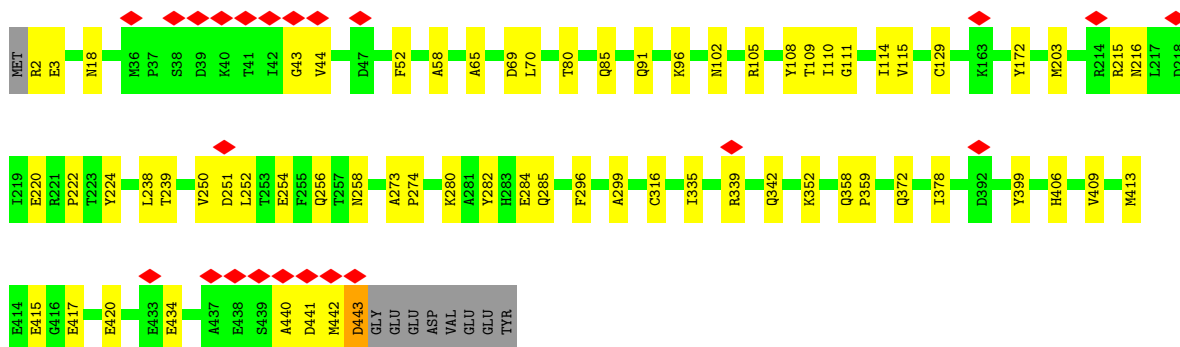 MET R2 E3 N18 M36 P37 S38 D39 K40 T41 I42 G43 V44 D47 F52 A58 A65 D69 L70 T80 Q85 Q91 K96 N102 R105 Y108 T109 I110 G111 I114 V115 C129 K163 Y172 M203 R214 R215 N216 L217 D218
I219 E220 R221 P222 T223 Y224 L238 T239 V250 D251 L252 T253 E254 F255 Q256 T257 N258 A273 P274 K280 A281 Y282 H283 E284 Q285 F296 A299 C316 I335 R339 Q342 K352 Q358 P359 Q372 I378 D392 Y399 H406 V409 M413
E414 E415 G416 E417 E420 E433 E434 A437 E438 S439 A440 D441 M442 D443 GLY GLU GLU ASP VAL GLU GLU TYR